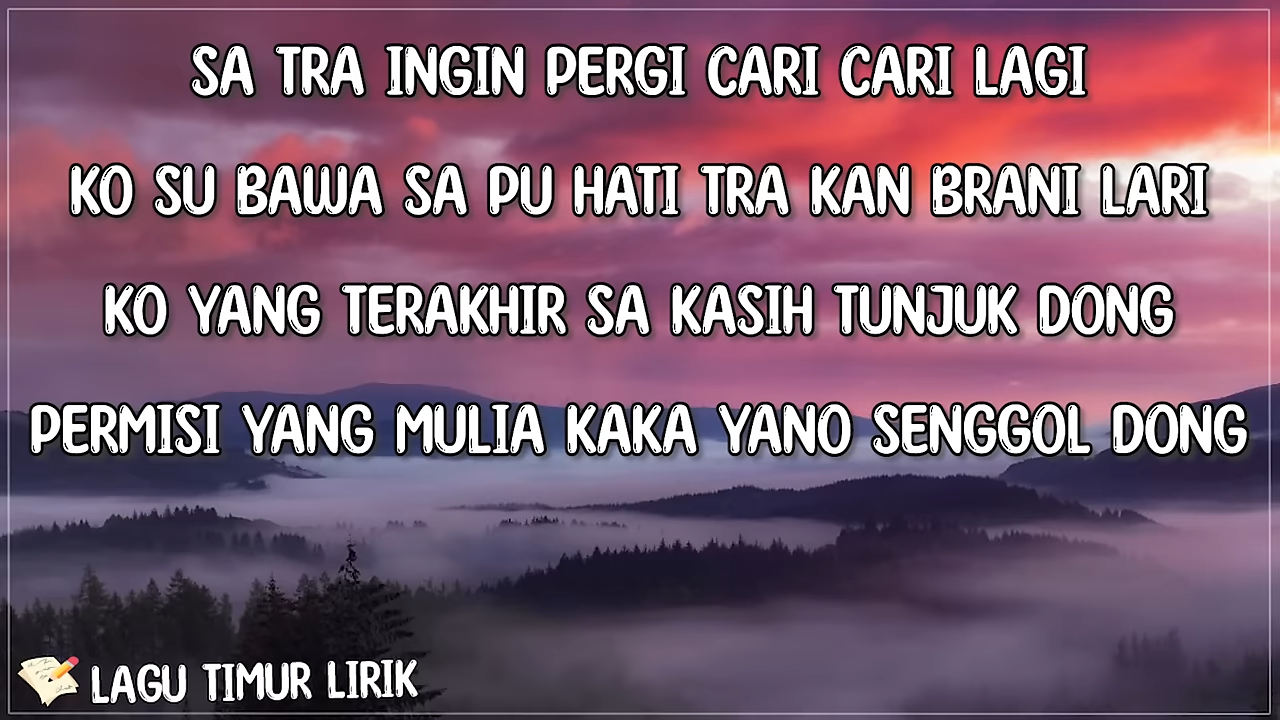 SA TRA INGIN PERGI CARI CARI LAGI
KO SU BAWA SA PU HATI TRA KAN BRANI LARI
KO YANG TERAKHIR SA KASIH TUNJUK DONG
PERMISI YANG MULIA KAKA YANO SENGGOL DONG
LAGU TIMUR LIRIK